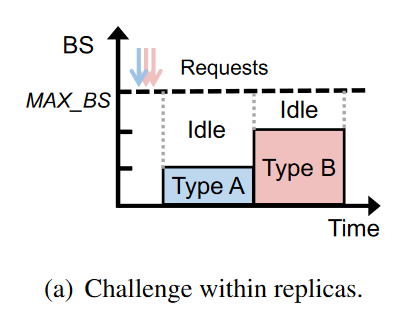 BS
Requests
MAX_BS
Idle
Idle
Type A
Type B
Time
(a) Challenge within replicas.